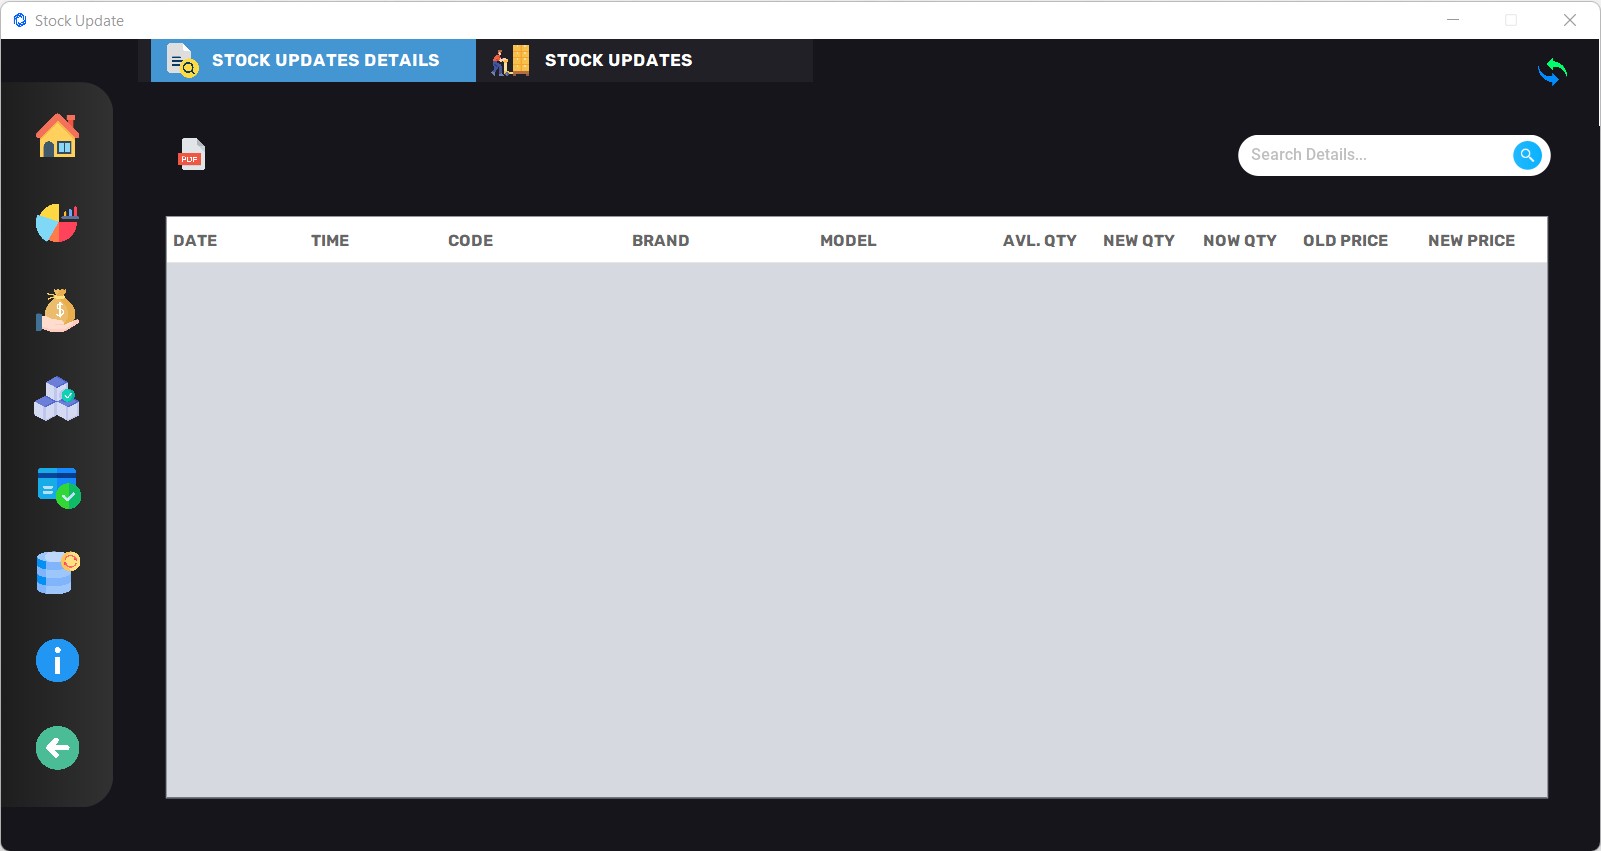 Stock Update
STOCK UPDATES DETAILS
STOCK UPDATES
PDF
Search Details...
DATE TIME CODE BRAND MODEL AVL. QTY NEW QTY NOW QTY OLD PRICE NEW PRICE